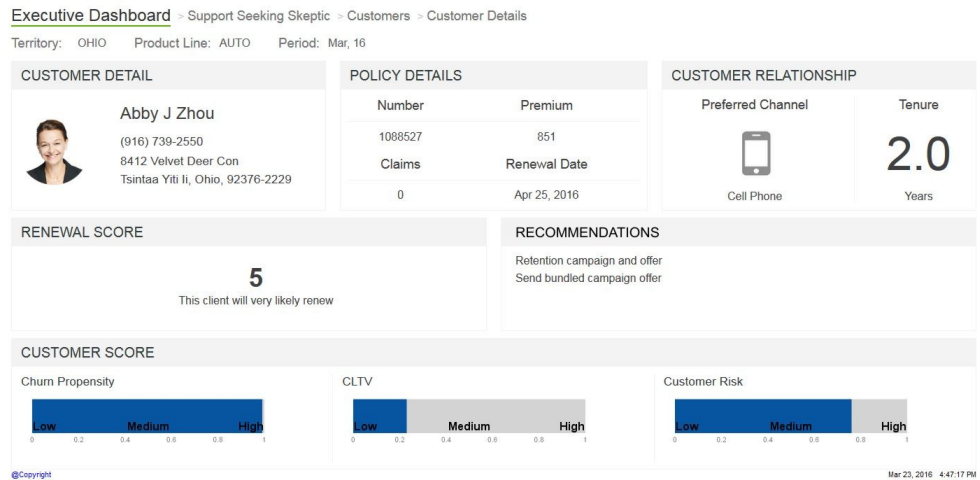 Executive Dashboard > Support Seeking Skeptic > Customers > Customer Details
Territory: OHIO Product Line: AUTO Period: Mar, 16
CUSTOMER DETAIL
Abby J Zhou
(916) 739-2550
8412 Velvet Deer Con
Tsintaa Yiti Ii, Ohio, 92376-2229
POLICY DETAILS
Number Premium
1088527 851
Claims Renewal Date
0 Apr 25, 2016
CUSTOMER RELATIONSHIP
Preferred Channel Tenure
2.0
Cell Phone Years
RENEWAL SCORE
5
This client will very likely renew
RECOMMENDATIONS
Retention campaign and offer
Send bundled campaign offer
CUSTOMER SCORE
Churn Propensity
Low Medium High
0 0.2 0.4 0.6 0.8 1
CLTV
Low Medium High
0 0.2 0.4 0.6 0.8 1
Customer Risk
Low Medium High
0 0.2 0.4 0.6 0.8 1
@Copyright Mar 23, 2016 4:47:17 PM